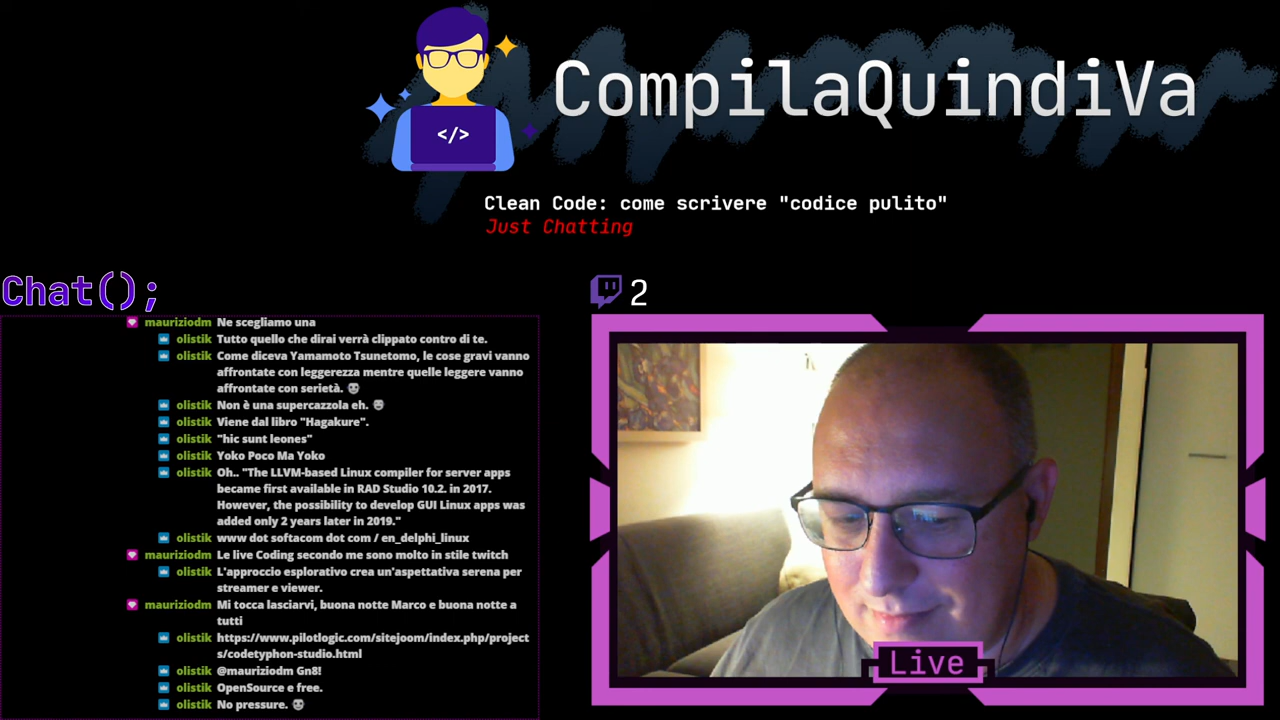 </>
CompilaQuindiVa
Clean Code: come scrivere "codice pulito"
Just Chatting
Chat();
2
mauriziodm Ne scegliamo una
olistik Tutto quello che dirai verrà clippato contro di te.
olistik Come diceva Yamamoto Tsunetomo, le cose gravi vanno
affrontate con leggerezza mentre quelle leggere vanno
affrontate con serietà.
olistik Non è una supercazzola eh.
olistik Viene dal libro "Hagakure".
olistik "hic sunt leones"
olistik Yoko Poco Ma Yoko
olistik Oh.. "The LLVM-based Linux compiler for server apps
became first available in RAD Studio 10.2. in 2017.
However, the possibility to develop GUI Linux apps was
added only 2 years later in 2019."
olistik www dot softacom dot com / en_delphi_linux
mauriziodm Le live Coding secondo me sono molto in stile twitch
olistik L'approccio esplorativo crea un'aspettativa serena per
streamer e viewer.
mauriziodm Mi tocca lasciarvi, buona notte Marco e buona notte a
tutti
olistik https://www.pilotlogic.com/sitejoom/index.php/project
s/codetyphon-studio.html
olistik @mauriziodm Gn8!
olistik OpenSource e free.
olistik No pressure.
Live